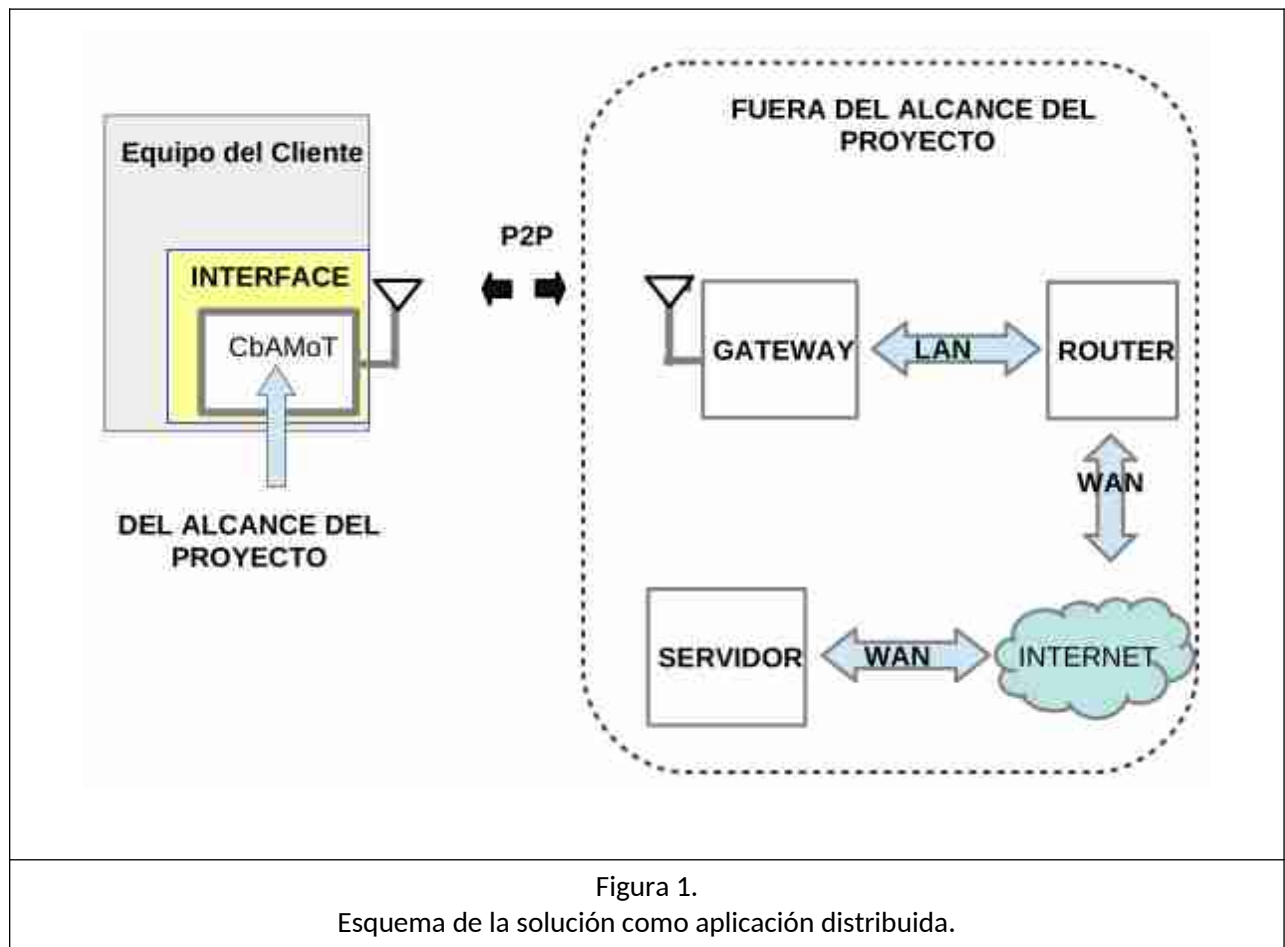 FUERA DEL ALCANCE DEL
PROYECTO
Equipo del Cliente
P2P
INTERFACE
CbAMoT
GATEWAY
LAN
ROUTER
WAN
DEL ALCANCE DEL
PROYECTO
SERVIDOR
WAN
INTERNET
Figura 1.
Esquema de la solución como aplicación distribuida.